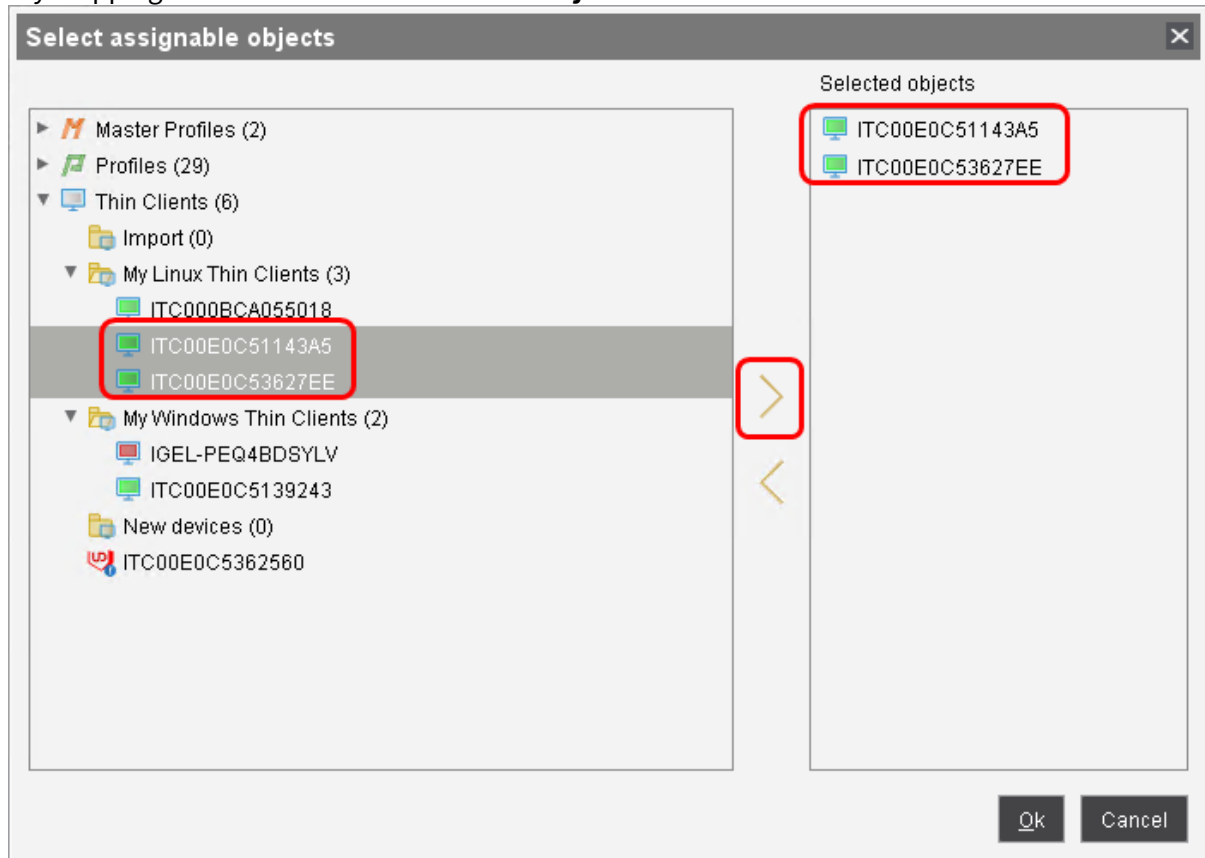 Select assignable objects
Selected objects
Master Profiles (2)
Profiles (29)
Thin Clients (6)
Import (0)
My Linux Thin Clients (3)
ITC000BCA055018
ITC00E0C51143A5
ITC00E0C53627EE
My Windows Thin Clients (2)
IGEL-PEQ4BDSYLV
ITC00E0C5139243
New devices (0)
ITC00E0C5362560
ITC00E0C51143A5
ITC00E0C53627EE
Ok
Cancel